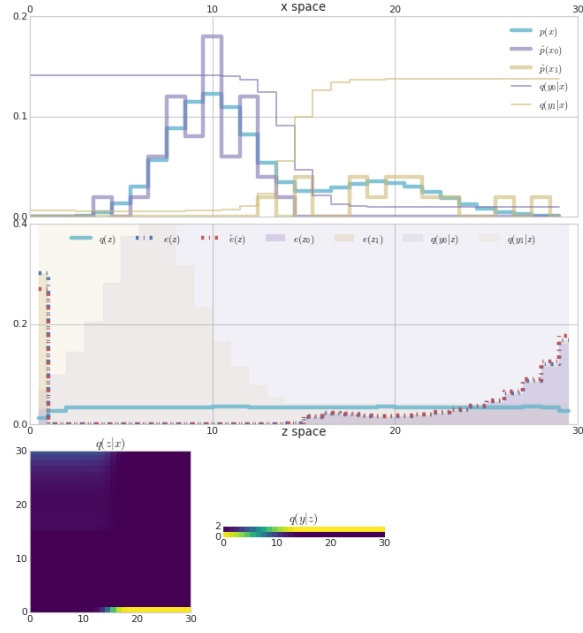 x space
0 10 20 30
0.2
0.1
0.0
p(x)
p̂(x₀)
p̂(x₁)
q(y₀|x)
q(y₁|x)
0.4
0.2
0.0
q(z) e(z) ê(z) e(z₀) e(z₁) q(y₀|x) q(y₁|x)
0 10 20 30
z space
q(z|x)
30
20
10
0
0 10 20 30
q(y|z)
2
0
0 10 20 30